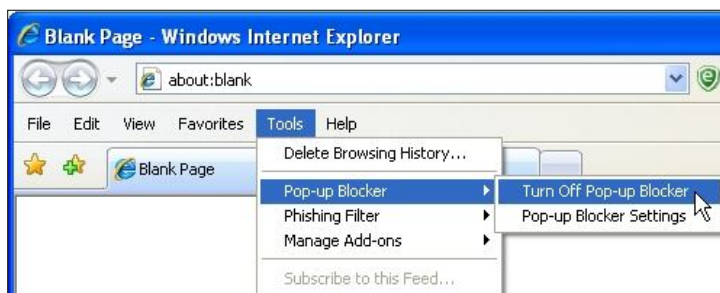 Blank Page - Windows Internet Explorer
about:blank
File Edit View Favorites Tools Help
Delete Browsing History...
Blank Page
Pop-up Blocker Turn Off Pop-up Blocker
Phishing Filter Pop-up Blocker Settings
Manage Add-ons
Subscribe to this Feed...